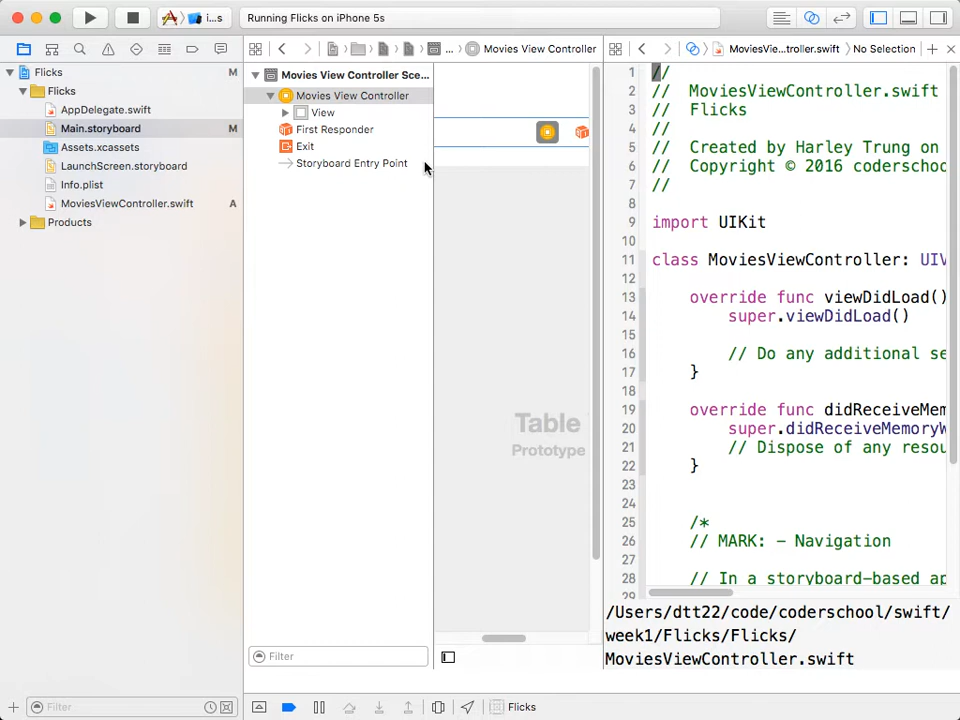 i...s
Running Flicks on iPhone 5s
... Movies View Controller
MoviesVie...troller.swift
No Selection
Flicks M
Flicks
AppDelegate.swift
Main.storyboard M
Assets.xcassets
LaunchScreen.storyboard
Info.plist
MoviesViewController.swift A
Products
Filter
Movies View Controller Sce...
Movies View Controller
View
First Responder
Exit
Storyboard Entry Point
Filter
Table
Prototype
1 //
2 // MoviesViewController.swift
3 // Flicks
4 //
5 // Created by Harley Trung on
6 // Copyright © 2016 coderschoo
7 //
8
9 import UIKit
10
11 class MoviesViewController: UIV
12
13 override func viewDidLoad()
14 super.viewDidLoad()
15
16 // Do any additional se
17 }
18
19 override func didReceiveMem
20 super.didReceiveMemoryW
21 // Dispose of any resou
22 }
23
24
25 /*
26 // MARK: - Navigation
27
28 // In a storyboard-based ap
29
/Users/dtt22/code/coderschool/swift/
week1/Flicks/Flicks/
MoviesViewController.swift
Flicks